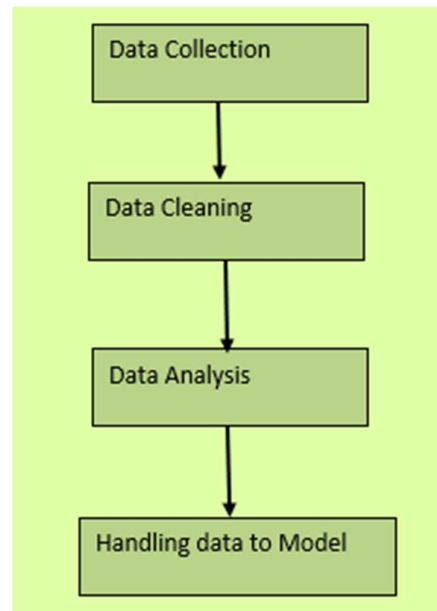 Data Collection
Data Cleaning
Data Analysis
Handling data to Model